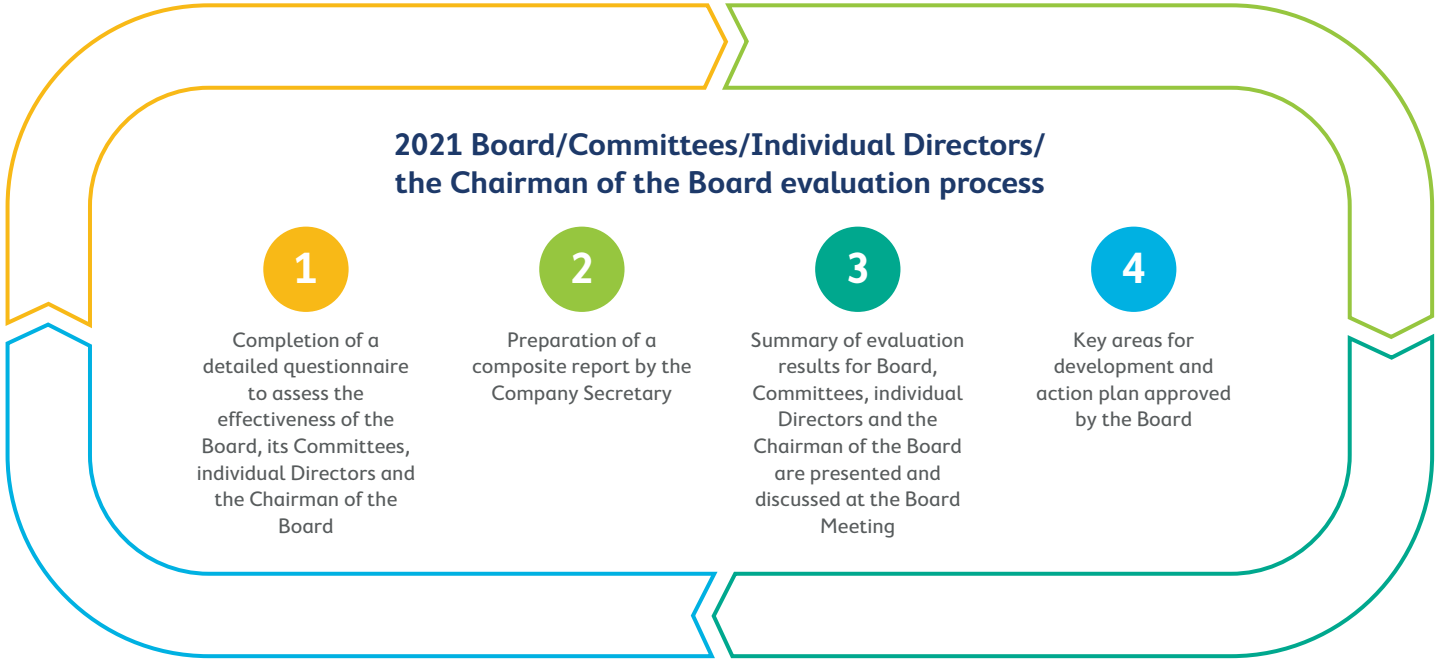 2021 Board/Committees/Individual Directors/
the Chairman of the Board evaluation process
1
Completion of a
detailed questionnaire
to assess the
effectiveness of the
Board, its Committees,
individual Directors and
the Chairman of the
Board
2
Preparation of a
composite report by the
Company Secretary
3
Summary of evaluation
results for Board,
Committees, individual
Directors and the
Chairman of the Board
are presented and
discussed at the Board
Meeting
4
Key areas for
development and
action plan approved
by the Board